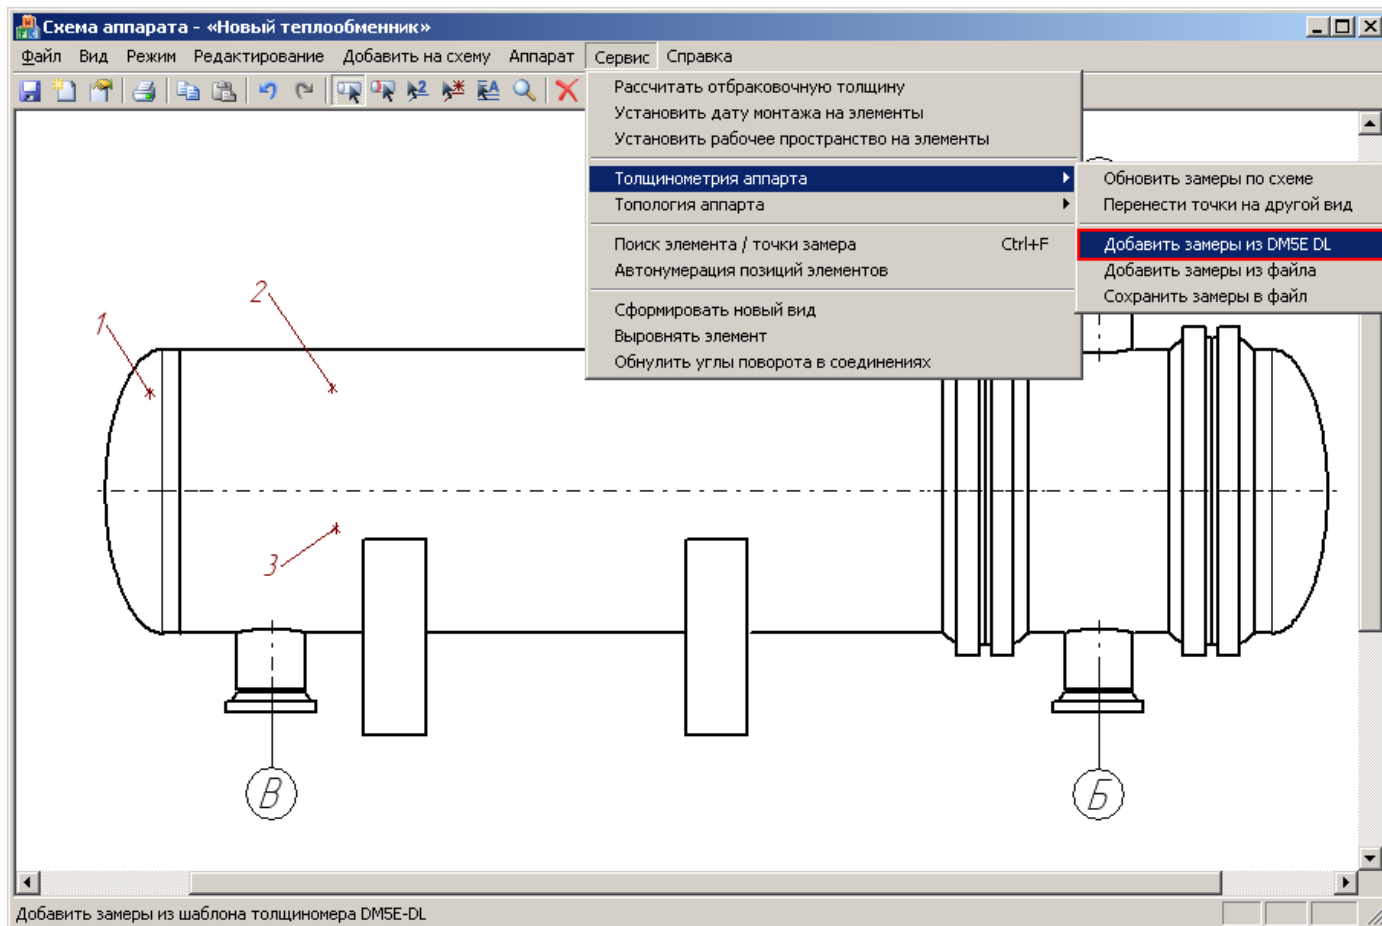 Схема аппарата - «Новый теплообменник»
Файл Вид Режим Редактирование Добавить на схему Аппарат Сервис Справка
Рассчитать отбраковочную толщину
Установить дату монтажа на элементы
Установить рабочее пространство на элементы
Толщинометрия аппарта
Топология аппарта
Поиск элемента / точки замера Ctrl+F
Автонумерация позиций элементов
Сформировать новый вид
Выровнять элемент
Обнулить углы поворота в соединениях
Обновить замеры по схеме
Перенести точки на другой вид
Добавить замеры из DM5E DL
Добавить замеры из файла
Сохранить замеры в файл
1
2
3
В
Б
Добавить замеры из шаблона толщиномера DM5E-DL